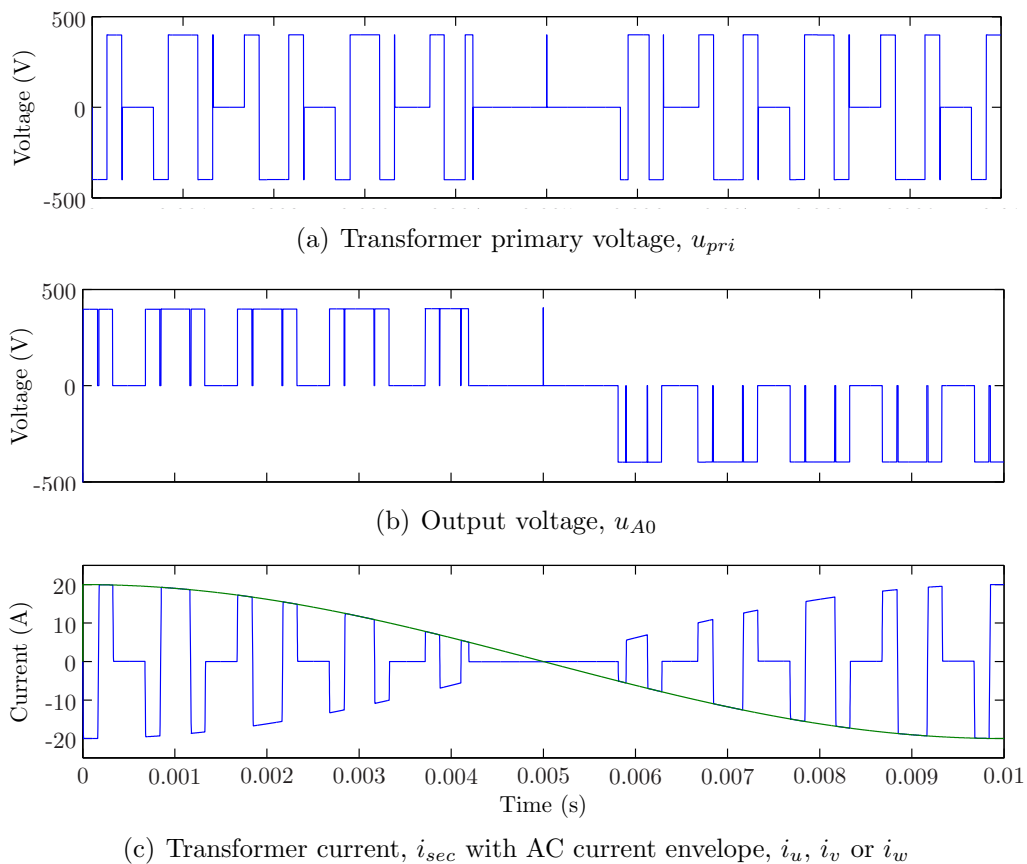 500
0
-500
Voltage (V)
(a) Transformer primary voltage, u_pri
500
0
-500
Voltage (V)
(b) Output voltage, u_A0
20
10
0
-10
-20
Current (A)
0 0.001 0.002 0.003 0.004 0.005 0.006 0.007 0.008 0.009 0.01
Time (s)
(c) Transformer current, i_sec with AC current envelope, i_u, i_v or i_w